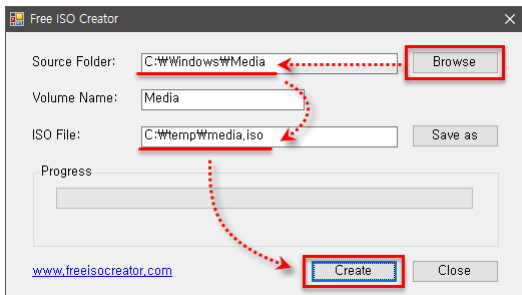 Free ISO Creator
Source Folder: C:₩Windows₩Media Browse
Volume Name: Media
ISO File: C:₩temp₩media,iso Save as
Progress
www,freeisocreator,com Create Close